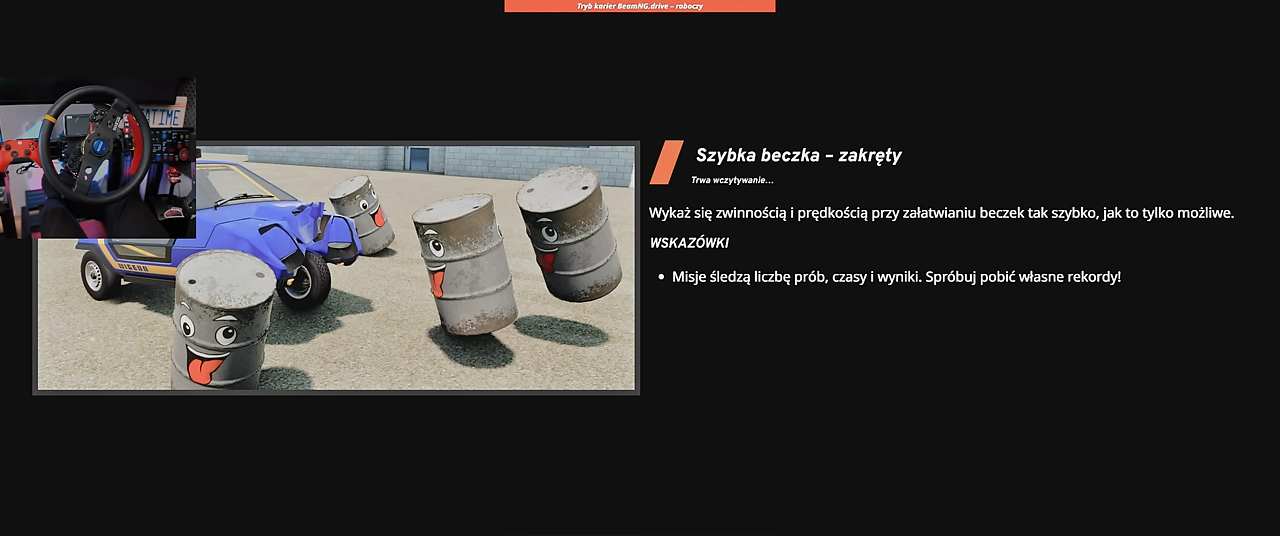 Tryb karier BeamNG.drive – roboczy
Szybka beczka – zakręty
Trwa wczytywanie...
Wykaż się zwinnością i prędkością przy załatwianiu beczek tak szybko, jak to tylko możliwe.
WSKAZÓWKI
• Misje śledzą liczbę prób, czasy i wyniki. Spróbuj pobić własne rekordy!
WIGEON